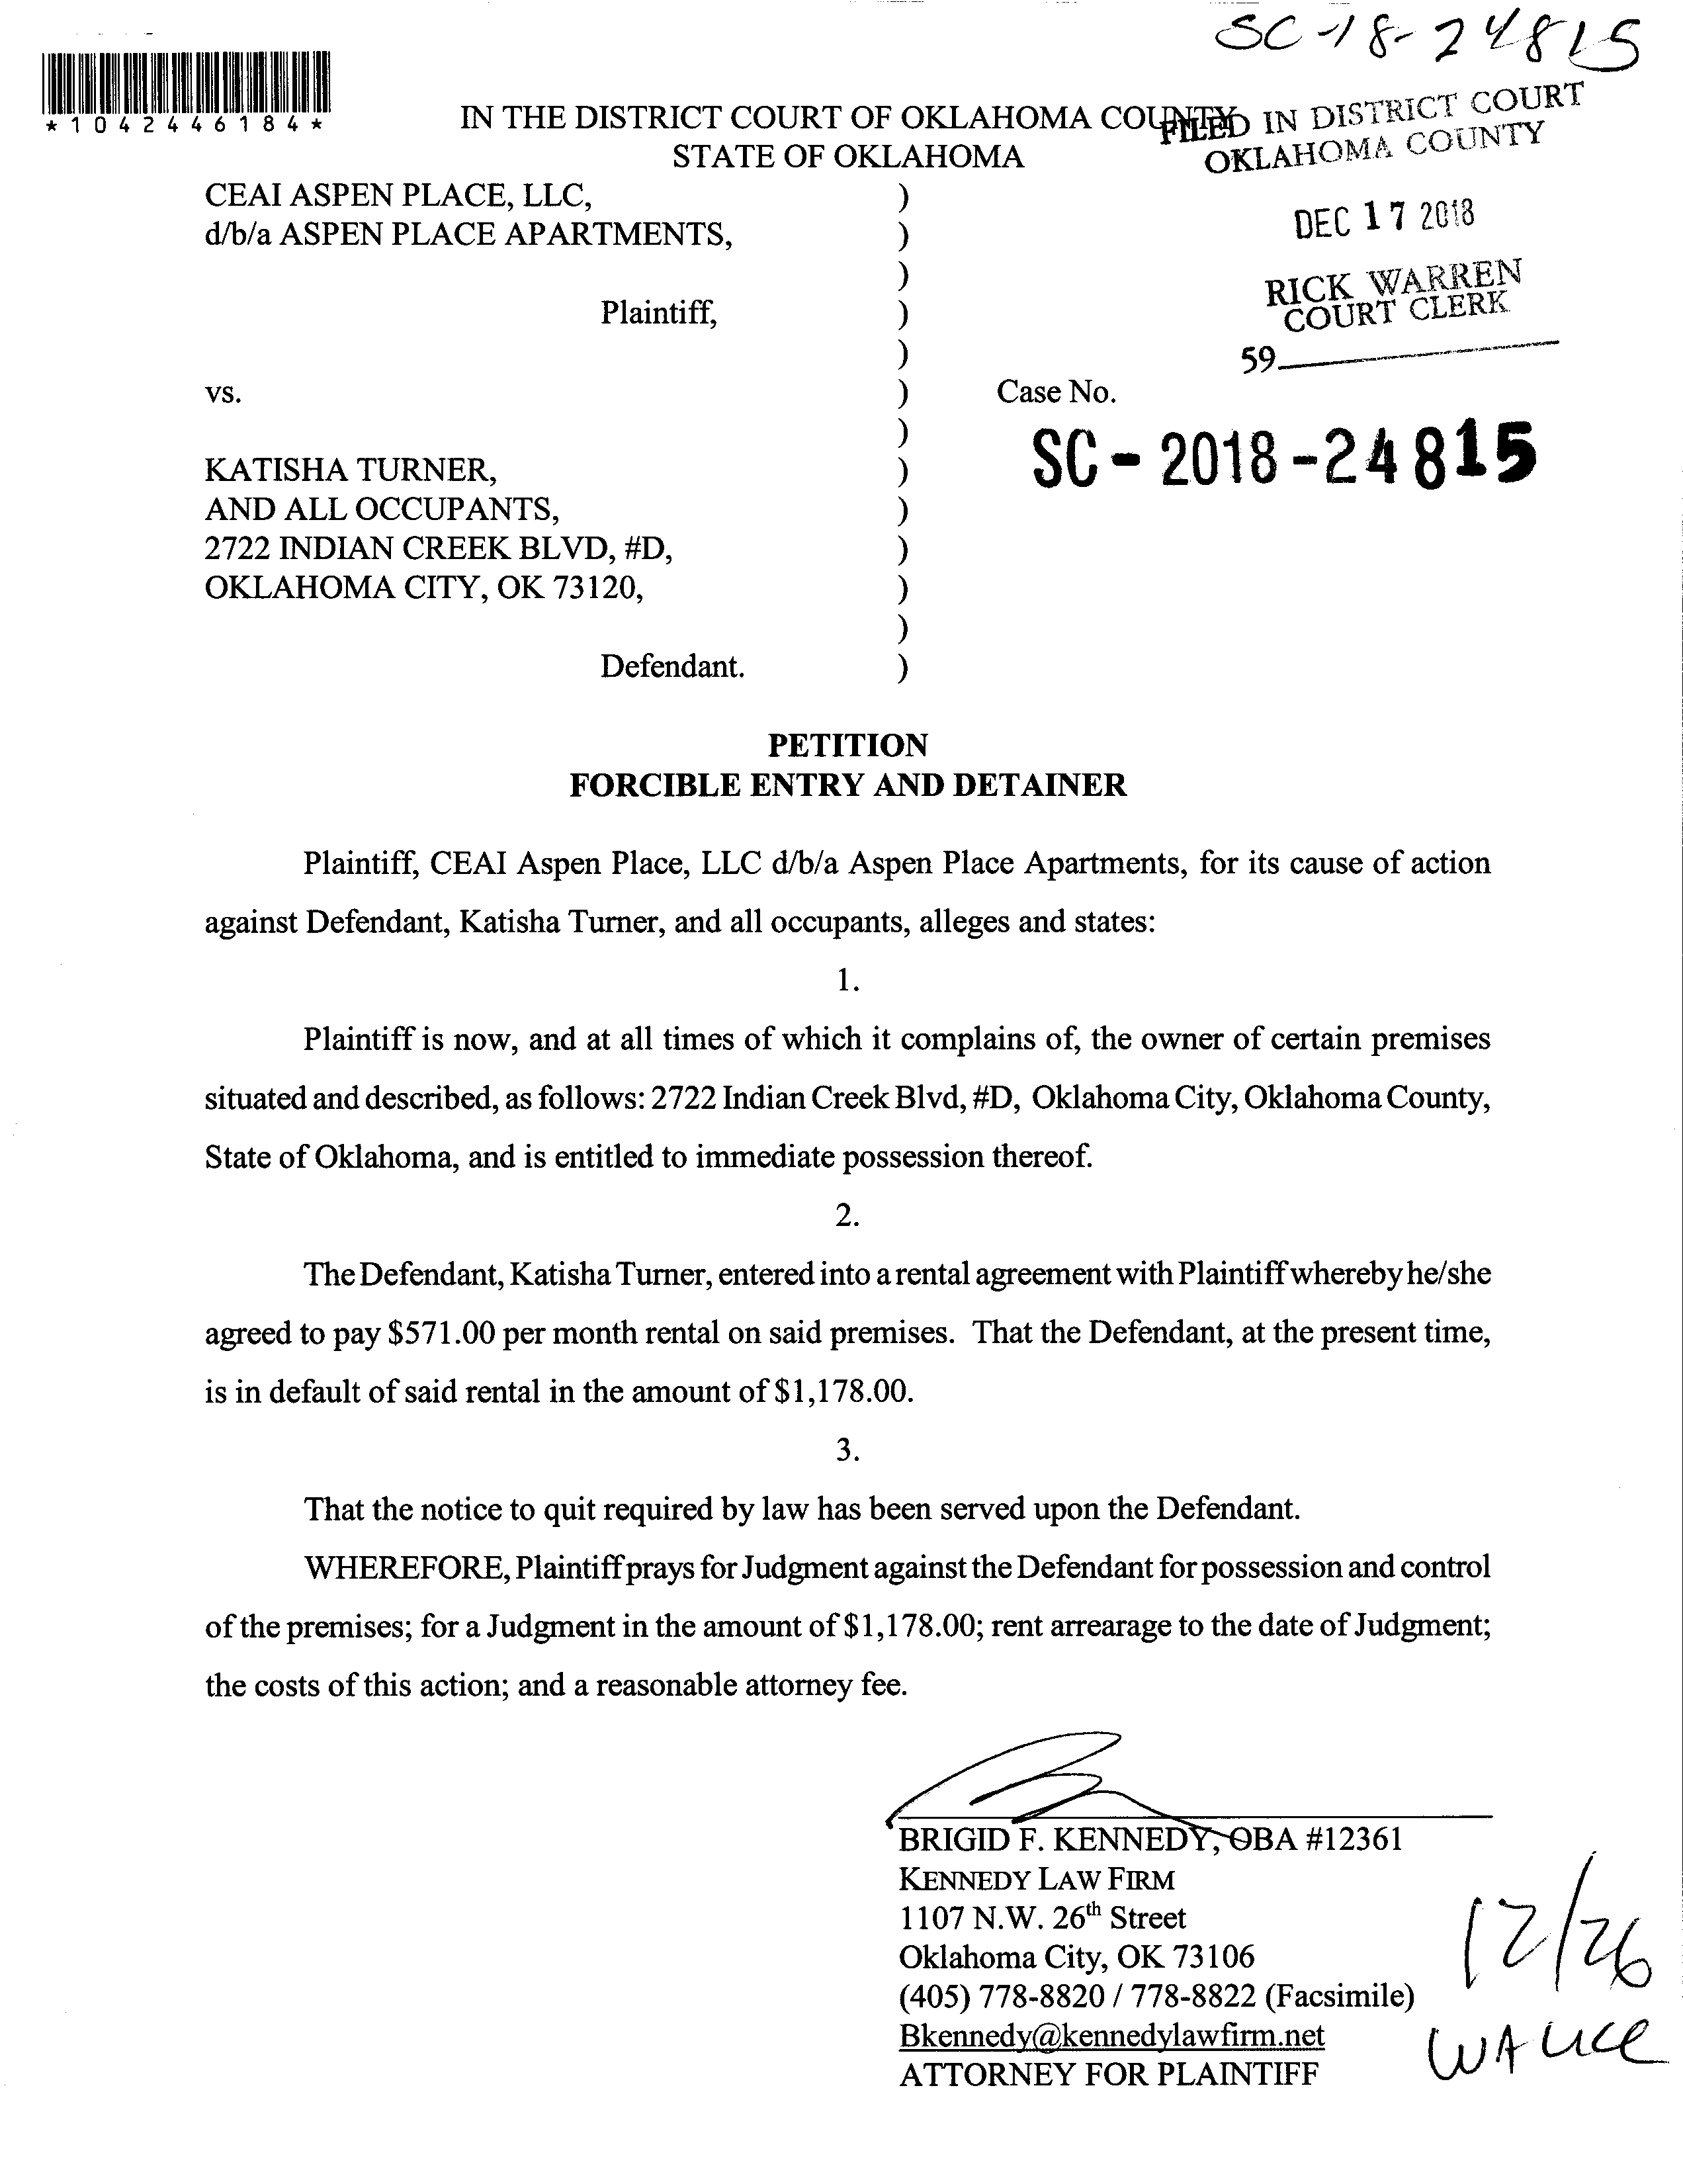 SC-18-24815
*1042446184*
IN THE DISTRICT COURT OF OKLAHOMA COUNTY
STATE OF OKLAHOMA
FILED IN DISTRICT COURT
OKLAHOMA COUNTY
DEC 17 2018
RICK WARREN
COURT CLERK
59
CEAI ASPEN PLACE, LLC, )
d/b/a ASPEN PLACE APARTMENTS, )
)
Plaintiff, )
)
vs. ) Case No.
)
SC-2018-24815
KATISHA TURNER, )
AND ALL OCCUPANTS, )
2722 INDIAN CREEK BLVD, #D, )
OKLAHOMA CITY, OK 73120, )
)
Defendant. )
PETITION
FORCIBLE ENTRY AND DETAINER
Plaintiff, CEAI Aspen Place, LLC d/b/a Aspen Place Apartments, for its cause of action
against Defendant, Katisha Turner, and all occupants, alleges and states:
1.
Plaintiff is now, and at all times of which it complains of, the owner of certain premises
situated and described, as follows: 2722 Indian Creek Blvd, #D, Oklahoma City, Oklahoma County,
State of Oklahoma, and is entitled to immediate possession thereof.
2.
The Defendant, Katisha Turner, entered into a rental agreement with Plaintiff whereby he/she
agreed to pay $571.00 per month rental on said premises. That the Defendant, at the present time,
is in default of said rental in the amount of $1,178.00.
3.
That the notice to quit required by law has been served upon the Defendant.
WHEREFORE, Plaintiff prays for Judgment against the Defendant for possession and control
of the premises; for a Judgment in the amount of $1,178.00; rent arrearage to the date of Judgment;
the costs of this action; and a reasonable attorney fee.
BRIGID F. KENNEDY, OBA #12361
KENNEDY LAW FIRM
1107 N.W. 26th Street
Oklahoma City, OK 73106
(405) 778-8820 / 778-8822 (Facsimile)
Bkennedy@kennedylawfirm.net
ATTORNEY FOR PLAINTIFF
12/26